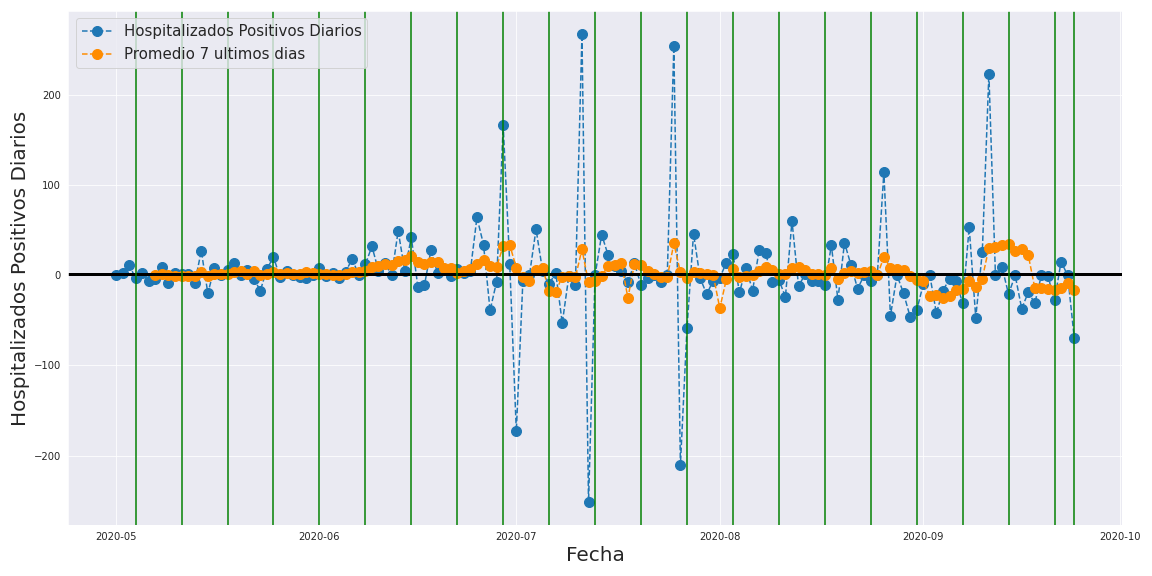 Hospitalizados Positivos Diarios
Promedio 7 ultimos dias
Hospitalizados Positivos Diarios
200
100
0
−100
−200
2020-05
2020-06
2020-07
2020-08
2020-09
2020-10
Fecha